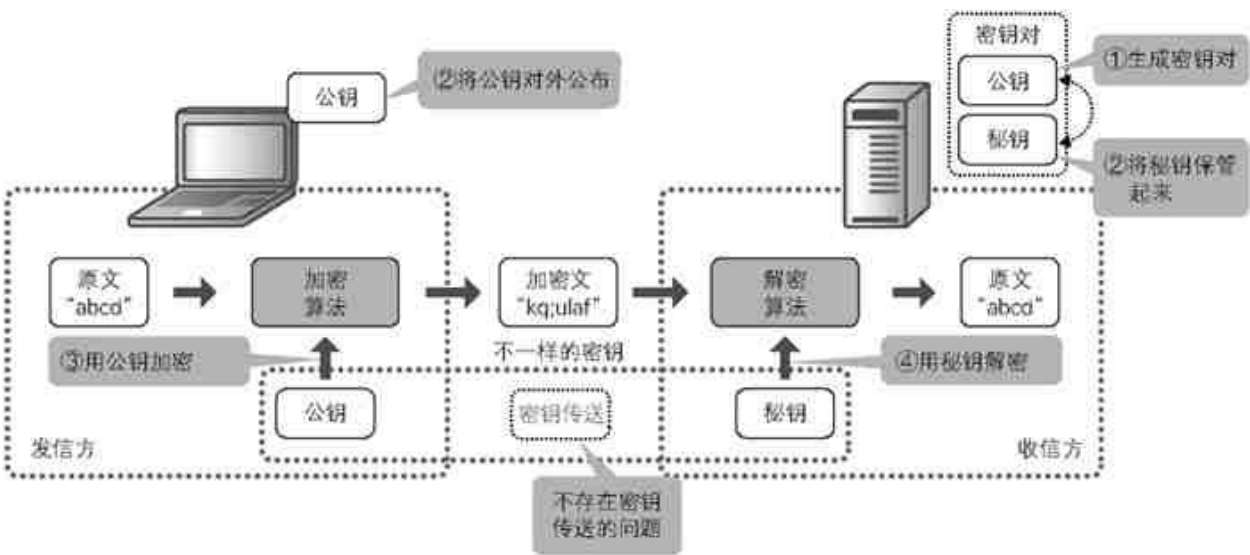 密钥对
①生成密钥对
公钥
②将公钥对外公布
公钥
秘钥
②将秘钥保管
起来
原文
“abcd”
加密
算法
加密文
“kq;ulaf”
解密
算法
原文
“abcd”
不一样的密钥
③用公钥加密
④用秘钥解密
公钥
密钥传送
秘钥
发信方
收信方
不存在密钥
传送的问题